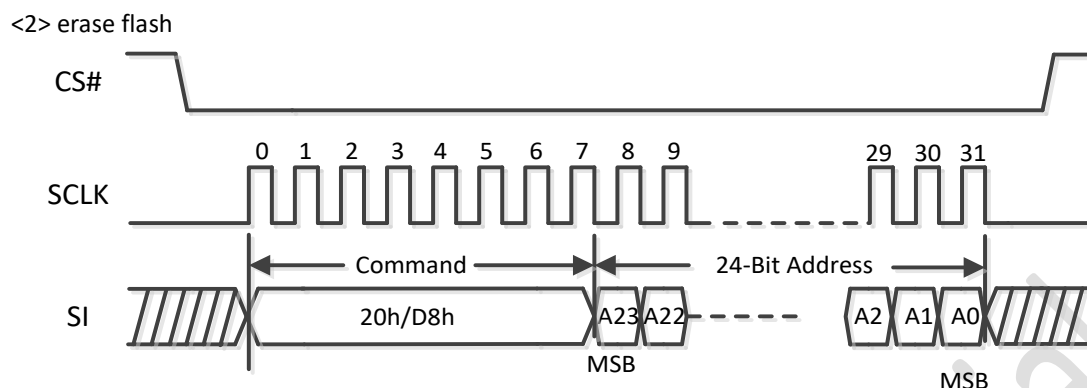 <2> erase flash
CS#
0 1 2 3 4 5 6 7 8 9 29 30 31
SCLK
Command 24-Bit Address
SI 20h/D8h A23 A22 A2 A1 A0
MSB MSB